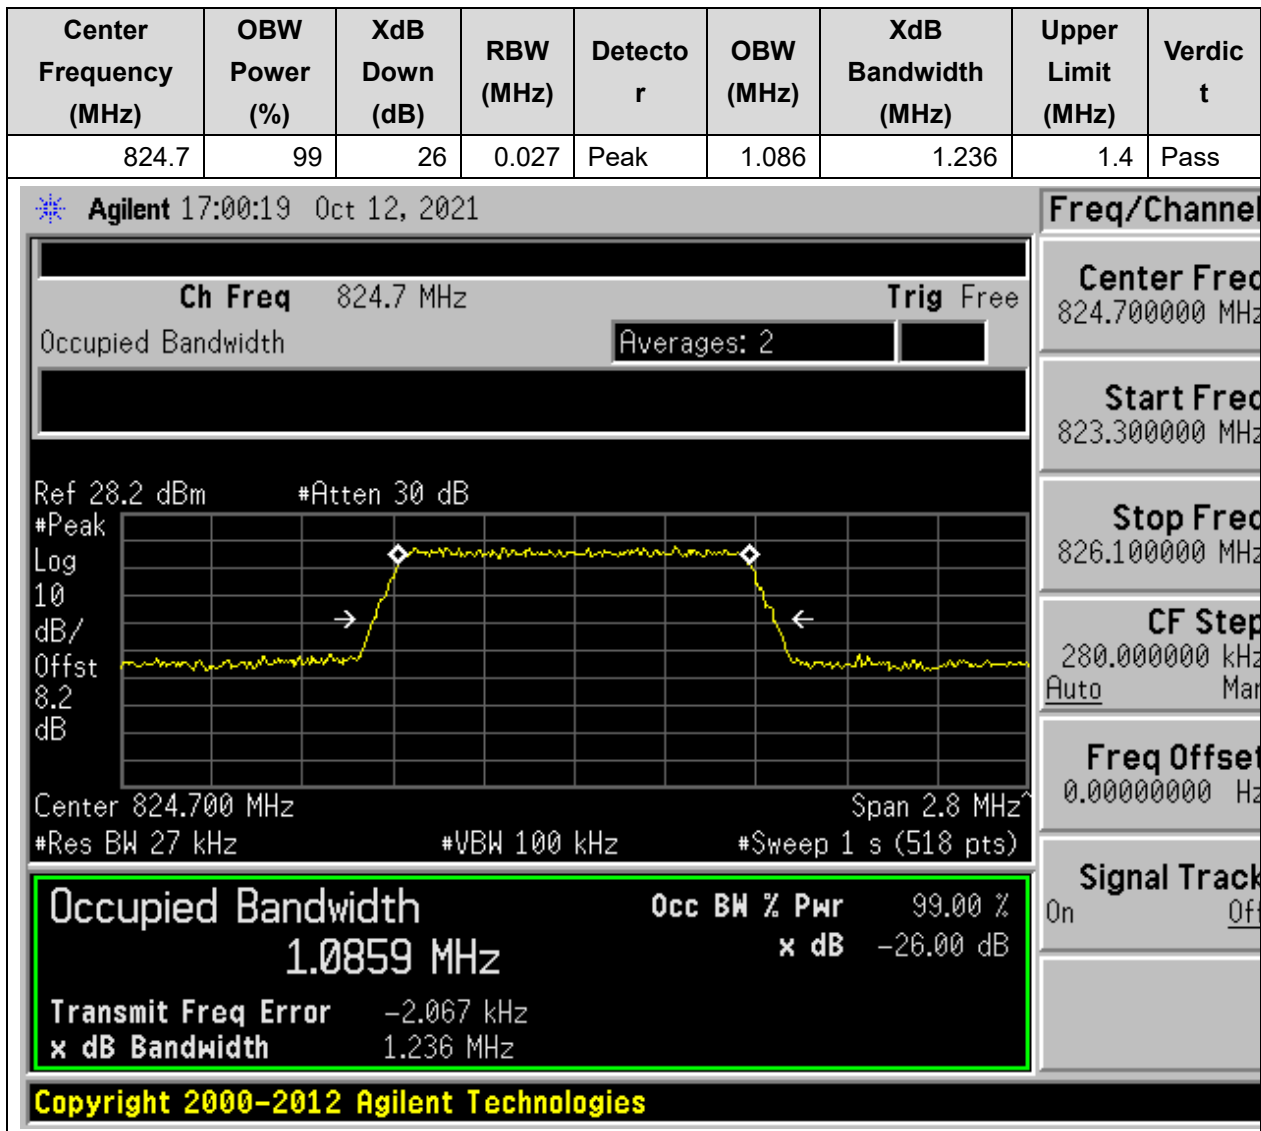 Center Frequency (MHz) OBW Power (%) XdB Down (dB) RBW (MHz) Detector OBW (MHz) XdB Bandwidth (MHz) Upper Limit (MHz) Verdict
824.7 99 26 0.027 Peak 1.086 1.236 1.4 Pass
Agilent 17:00:19 Oct 12, 2021
Freq/Channel
Ch Freq 824.7 MHz Trig Free
Occupied Bandwidth Averages: 2
Center Freq
824.700000 MHz
Start Freq
823.300000 MHz
Stop Freq
826.100000 MHz
CF Step
280.000000 kHz
Auto Man
Freq Offset
0.00000000 Hz
Signal Track
On Off
Ref 28.2 dBm #Atten 30 dB
#Peak
Log
10
dB/
Offst
8.2
dB
Center 824.700 MHz Span 2.8 MHz^
#Res BW 27 kHz #VBW 100 kHz #Sweep 1 s (518 pts)
Occupied Bandwidth Occ BW % Pwr 99.00 %
1.0859 MHz x dB -26.00 dB
Transmit Freq Error -2.067 kHz
x dB Bandwidth 1.236 MHz
Copyright 2000-2012 Agilent Technologies